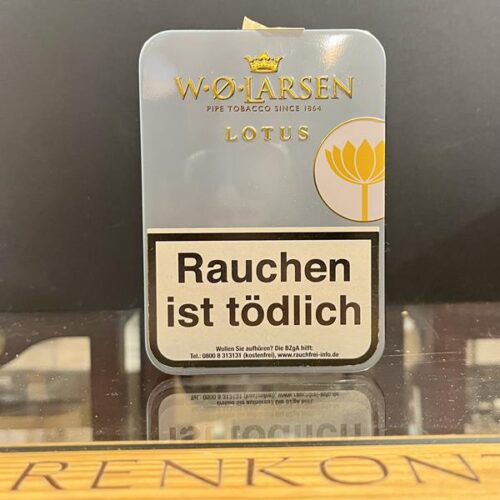 W·Ø·LARSEN
PIPE TOBACCO SINCE 1864
LOTUS
Rauchen
ist tödlich
Wollen Sie aufhören? Die BZgA hilft:
Tel.: 0800 8 313131 (kostenfrei), www.rauchfrei-info.de
RENKON